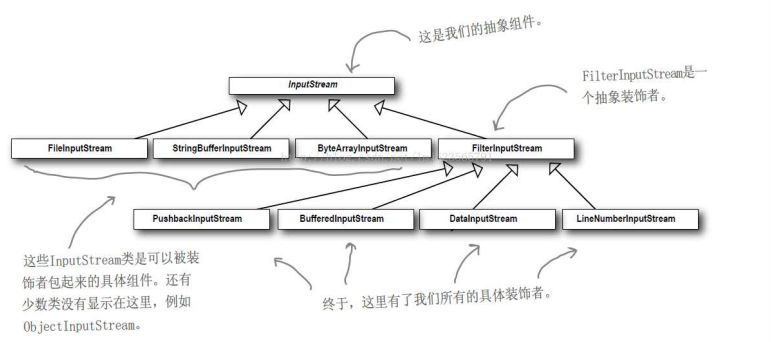 这是我们的抽象组件。
InputStream
FilterInputStream是一
个抽象装饰者。
FileInputStream
StringBufferInputStream
ByteArrayInputStream
FilterInputStream
PushbackInputStream
BufferedInputStream
DataInputStream
LineNumberInputStream
这些InputStream类是可以被装
饰者包起来的具体组件。还有
少数类没有显示在这里，例如
ObjectInputStream。
终于，这里有了我们所有的具体装饰者。